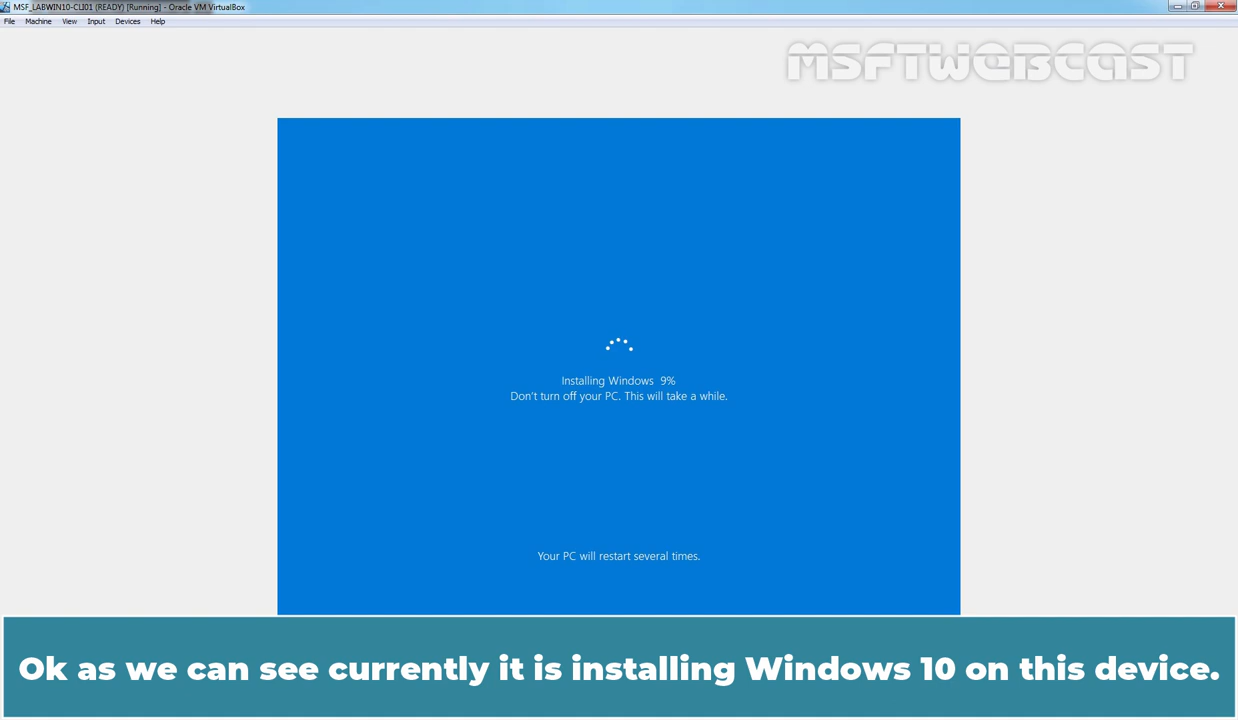 MSF_LABWIN10-CLI01 (READY) [Running] - Oracle VM VirtualBox
File Machine View Input Devices Help
MSFTWEBCAST
Installing Windows 9%
Don't turn off your PC. This will take a while.
Your PC will restart several times.
Ok as we can see currently it is installing Windows 10 on this device.